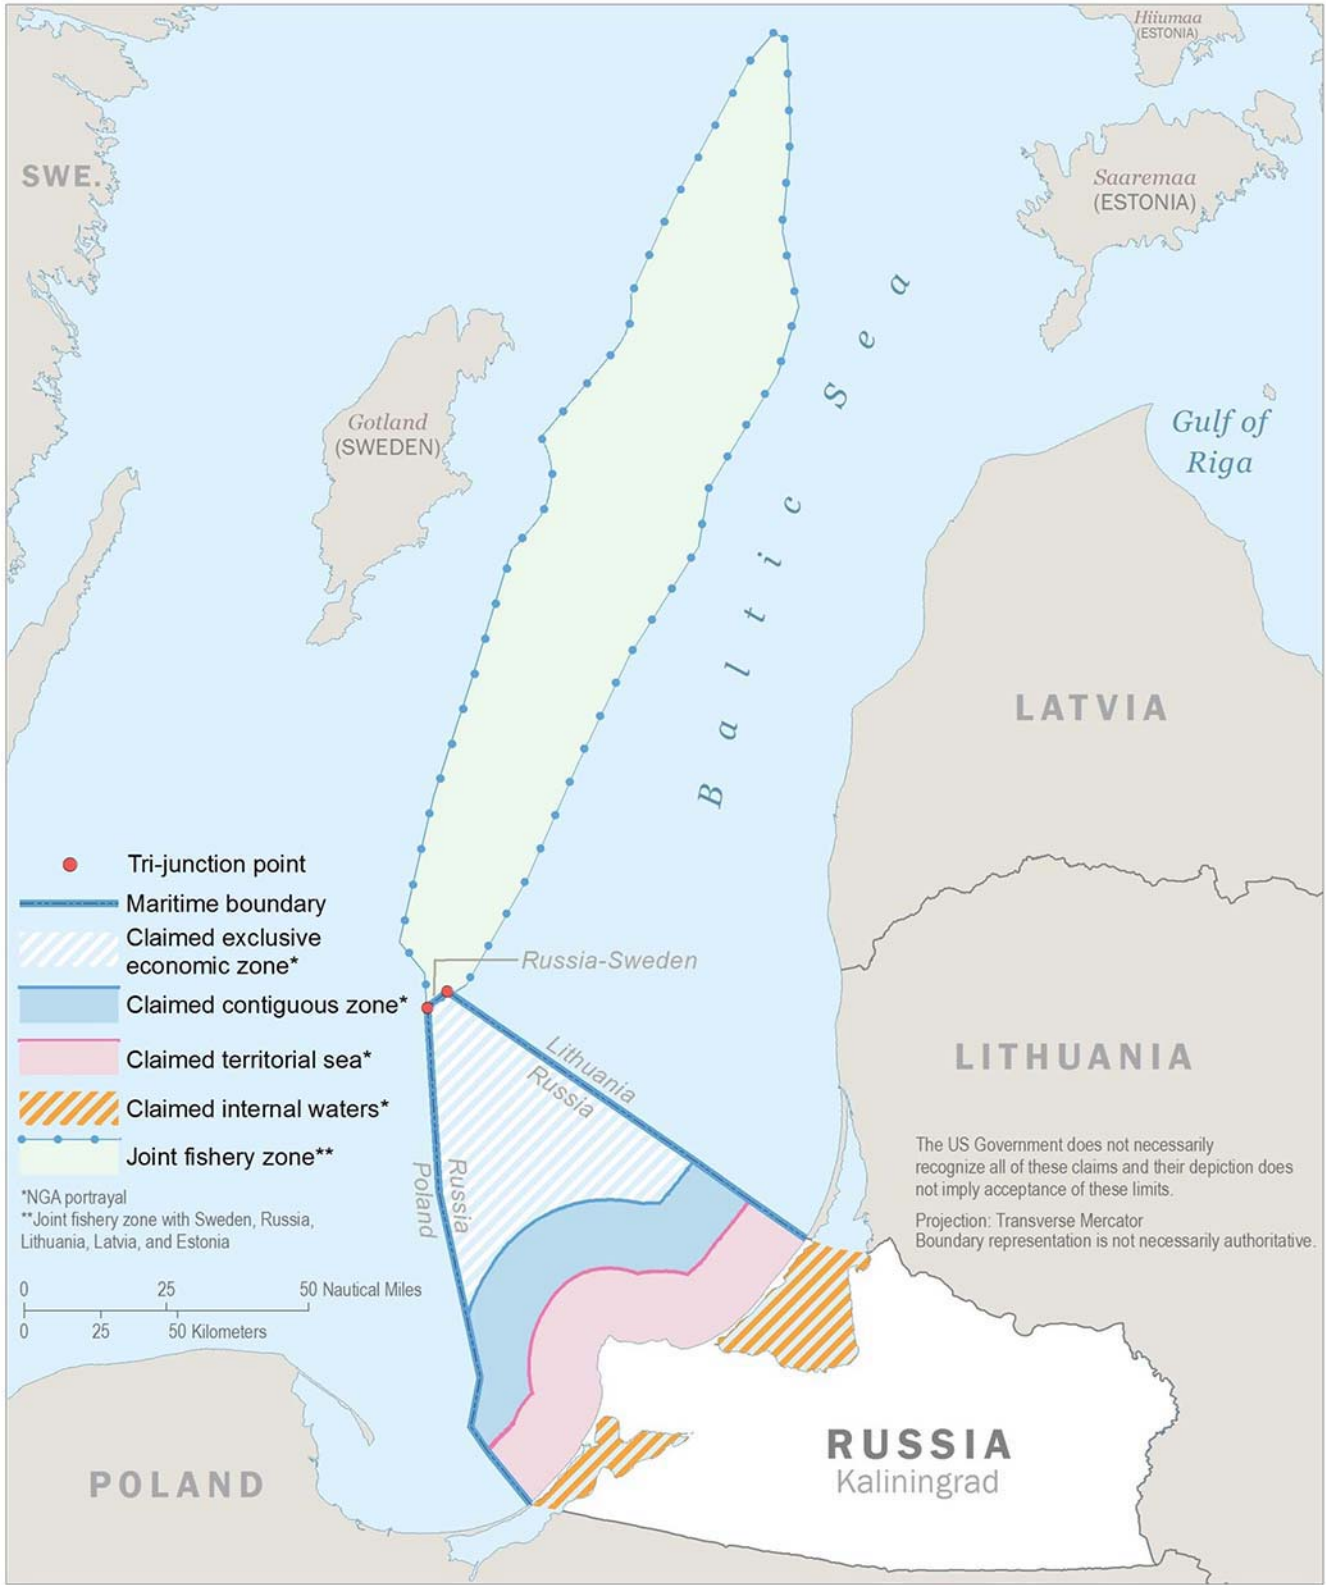 Hiiumaa
(ESTONIA)
SWE.
Saaremaa
(ESTONIA)
Gotland
(SWEDEN)
Gulf of
Riga
Baltic Sea
LATVIA
Tri-junction point
Maritime boundary
Claimed exclusive
economic zone*
Claimed contiguous zone*
Claimed territorial sea*
Claimed internal waters*
Joint fishery zone**
*NGA portrayal
**Joint fishery zone with Sweden, Russia,
Lithuania, Latvia, and Estonia
0 25 50 Nautical Miles
0 25 50 Kilometers
Russia-Sweden
Lithuania
Russia
Russia
Poland
LITHUANIA
The US Government does not necessarily
recognize all of these claims and their depiction does
not imply acceptance of these limits.
Projection: Transverse Mercator
Boundary representation is not necessarily authoritative.
POLAND
RUSSIA
Kaliningrad